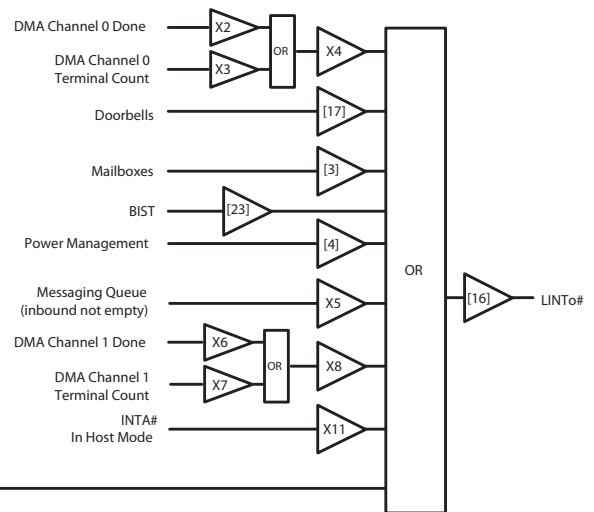 DMA Channel 0 Done
X2
OR
X4
DMA Channel 0
Terminal Count
X3
Doorbells
[17]
Mailboxes
[3]
BIST
[23]
Power Management
[4]
OR
[16]
LINTo#
Messaging Queue
(inbound not empty)
X5
DMA Channel 1 Done
X6
OR
X8
DMA Channel 1
Terminal Count
X7
INTA#
In Host Mode
X11